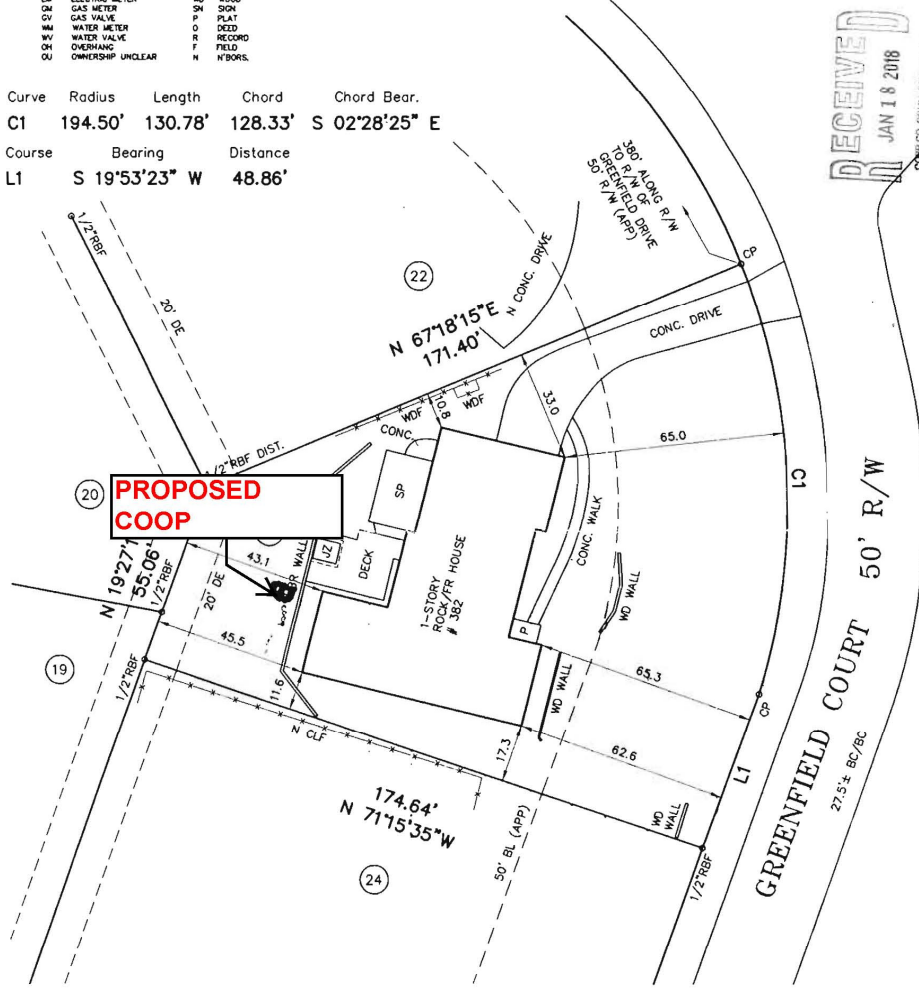 GM GAS METER SN SIGN
GV GAS VALVE P PLAT
WM WATER METER D DEED
WV WATER VALVE R RECORD
OH OVERHANG F FIELD
OU OWNERSHIP UNCLEAR N N'BORS.
Curve Radius Length Chord Chord Bear.
C1 194.50' 130.78' 128.33' S 02°28'25" E
Course Bearing Distance
L1 S 19°53'23" W 48.86'
RECEIVED
JAN 18 2018
380' ALONG R/W
TO R/W OF
GREENFIELD DRIVE
50' R/W (APP)
1/2"RBF
20' DE
22
N CONC. DRIVE
CP
N 67°18'15"E
171.40'
CONC. DRIVE
33.0
10.8
WDF
WDF
CONC.
65.0
1/2"RBF DIST.
C1
50' R/W
20
PROPOSED
COOP
SP
JZ
DECK
BR WALL
CONC. WALK
43.1
N 19°27'1
55.06'
1/2"RBF
20' DE
1-STORY
ROCK/FR HOUSE
# 382
P
WD WALL
45.5
19
1/2"RBF
11.6
65.3
WD WALL
CP
N CLF
17.3
62.6
L1
GREENFIELD COURT
27.5'± BC/BC
174.64'
N 71°15'35"W
50' BL (APP)
WD
WALL
1/2"RBF
24